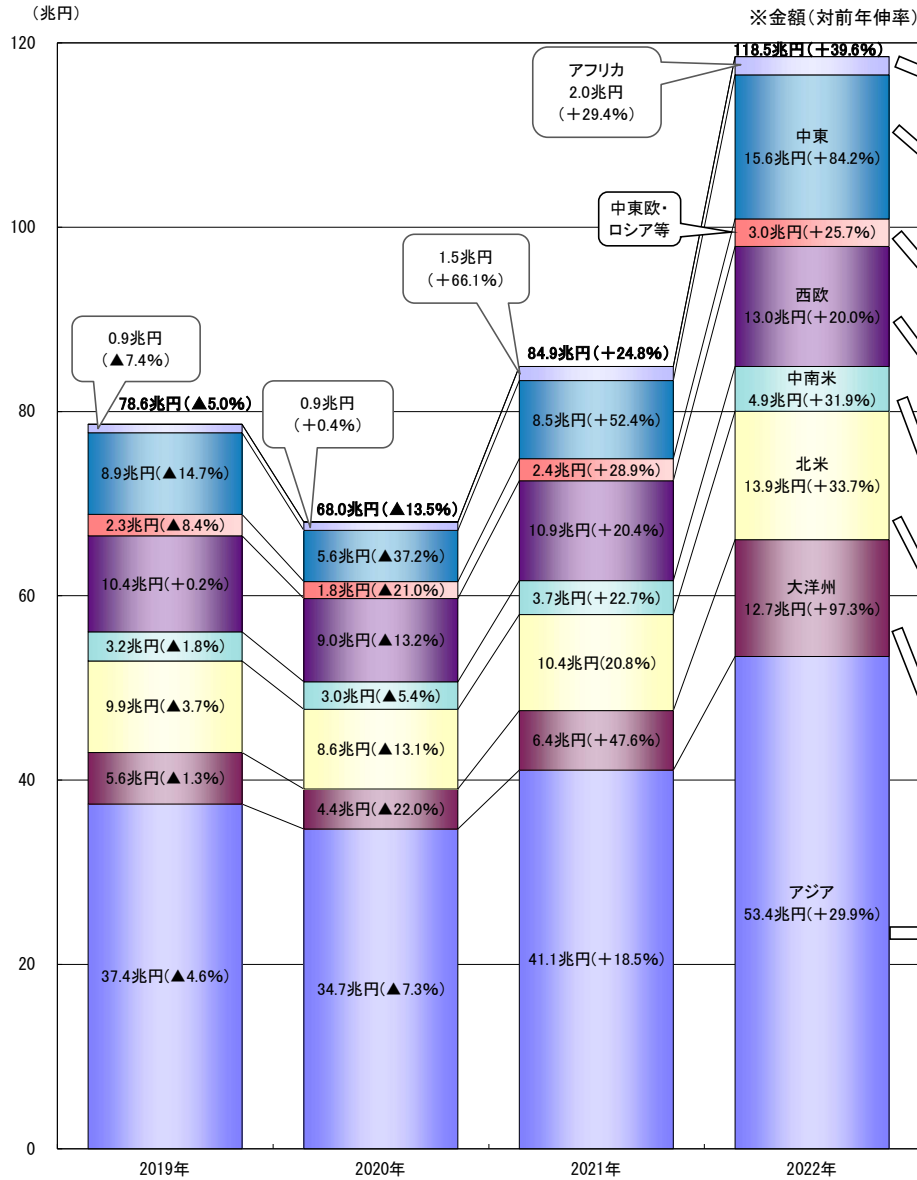 (兆円)
※金額(対前年伸率)
120
100
80
60
40
20
0
0.9兆円
(▲7.4%)
78.6兆円(▲5.0%)
8.9兆円(▲14.7%)
2.3兆円(▲8.4%)
10.4兆円(+0.2%)
3.2兆円(▲1.8%)
9.9兆円(▲3.7%)
5.6兆円(▲1.3%)
37.4兆円(▲4.6%)
2019年
0.9兆円
(+0.4%)
68.0兆円(▲13.5%)
5.6兆円(▲37.2%)
1.8兆円(▲21.0%)
9.0兆円(▲13.2%)
3.0兆円(▲5.4%)
8.6兆円(▲13.1%)
4.4兆円(▲22.0%)
34.7兆円(▲7.3%)
2020年
1.5兆円
(+66.1%)
84.9兆円(+24.8%)
8.5兆円(+52.4%)
2.4兆円(+28.9%)
10.9兆円(+20.4%)
3.7兆円(+22.7%)
10.4兆円(20.8%)
6.4兆円(+47.6%)
41.1兆円(+18.5%)
2021年
118.5兆円(+39.6%)
アフリカ
2.0兆円
(+29.4%)
中東
15.6兆円(+84.2%)
中東欧・
ロシア等
3.0兆円(+25.7%)
西欧
13.0兆円(+20.0%)
中南米
4.9兆円(+31.9%)
北米
13.9兆円(+33.7%)
大洋州
12.7兆円(+97.3%)
アジア
53.4兆円(+29.9%)
2022年